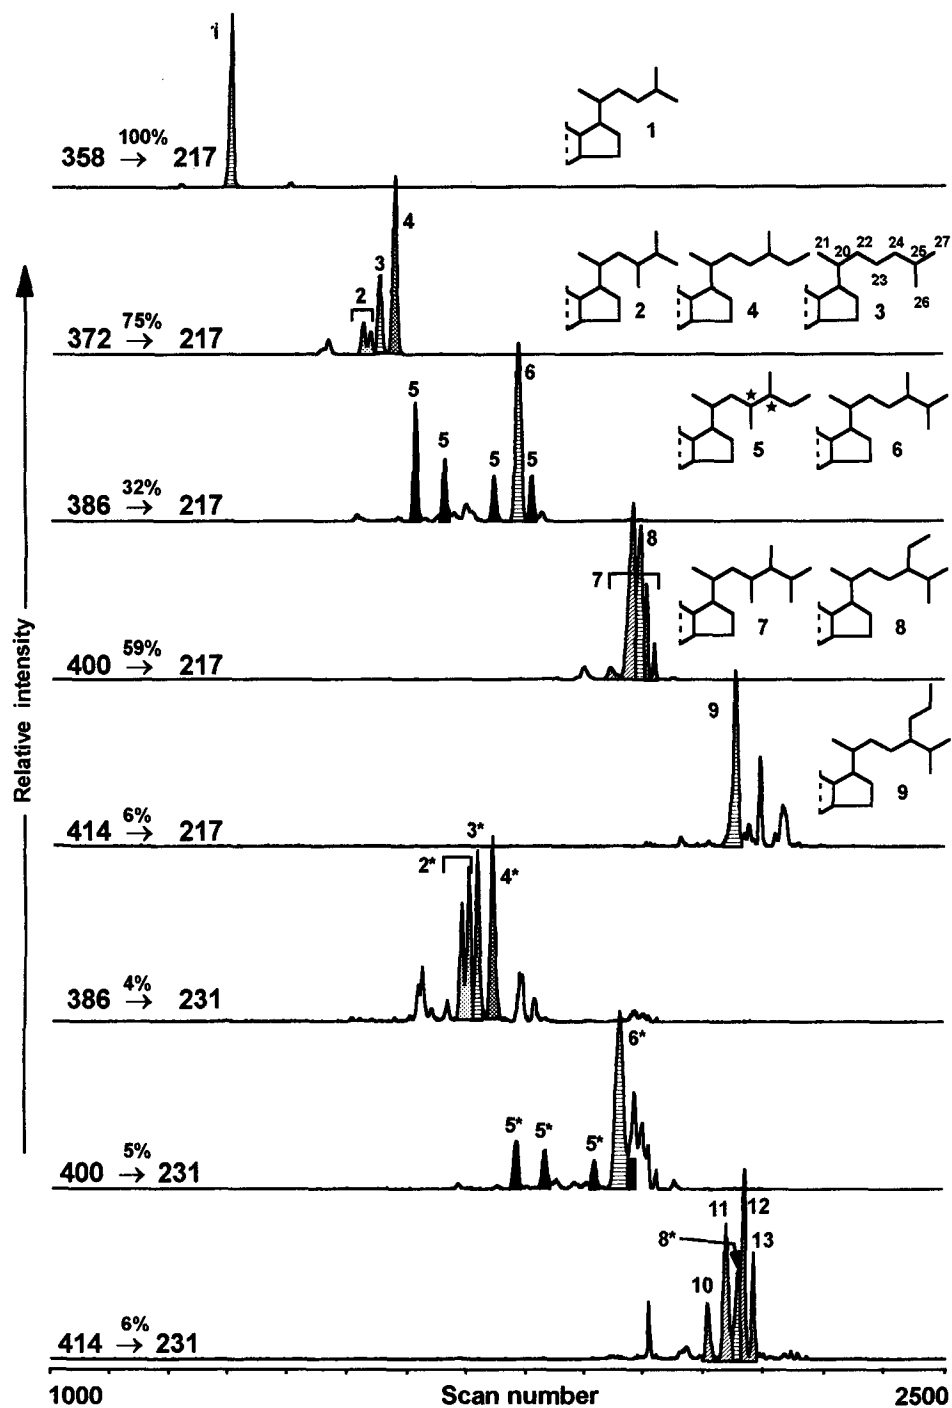 1
100%
358 → 217
1
4
3
2
21 20 22 23 24 25 26 27
2 4 3
75%
372 → 217
6
5 5 5 5
5 6
32%
386 → 217
8
7
7 8
59%
400 → 217
9
9
6%
414 → 217
3*
2*
4*
4%
386 → 231
6*
5* 5* 5*
5%
400 → 231
11 12
8* 13
10
6%
414 → 231
Relative intensity
1000 Scan number 2500